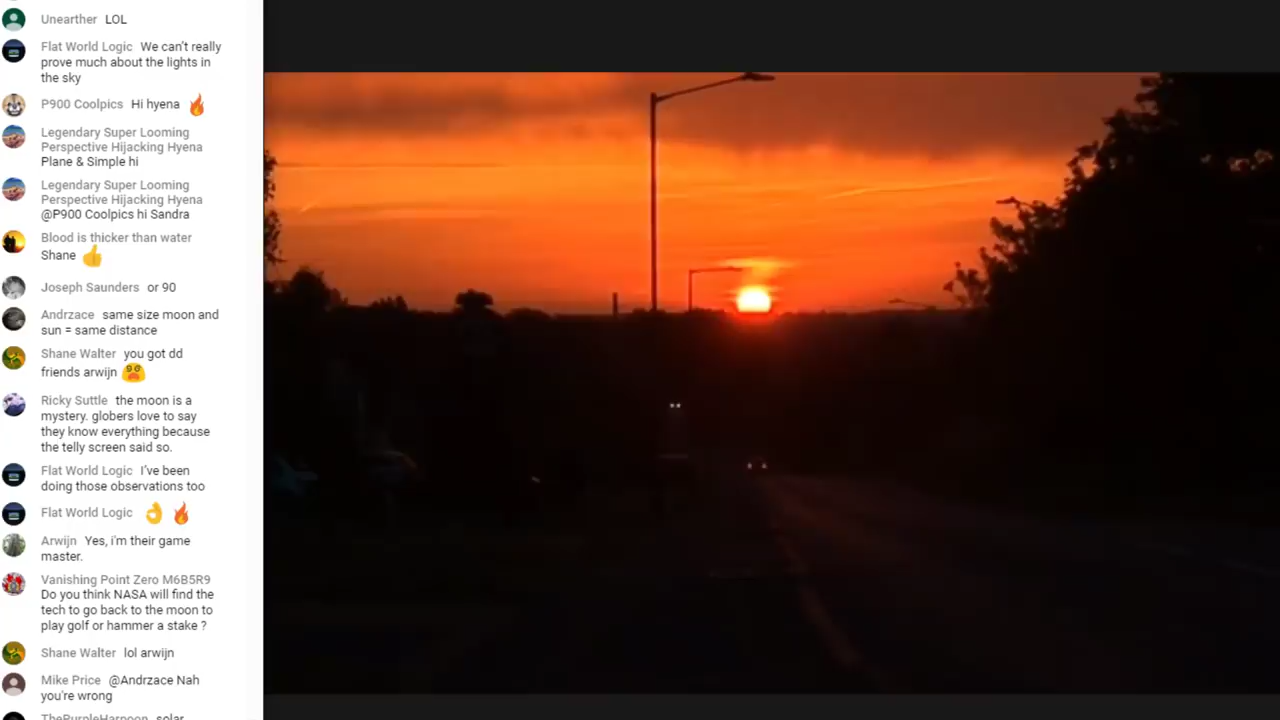 Unearther LOL
Flat World Logic We can't really
prove much about the lights in
the sky
P900 Coolpics Hi hyena 🔥
Legendary Super Looming
Perspective Hijacking Hyena
Plane & Simple hi
Legendary Super Looming
Perspective Hijacking Hyena
@P900 Coolpics hi Sandra
Blood is thicker than water
Shane 👍
Joseph Saunders or 90
Andrzace same size moon and
sun = same distance
Shane Walter you got dd
friends arwijn
Ricky Suttle the moon is a
mystery. globers love to say
they know everything because
the telly screen said so.
Flat World Logic I've been
doing those observations too
Flat World Logic 👌 🔥
Arwijn Yes, i'm their game
master.
Vanishing Point Zero M6B5R9
Do you think NASA will find the
tech to go back to the moon to
play golf or hammer a stake ?
Shane Walter lol arwijn
Mike Price @Andrzace Nah
you're wrong
ThePurpleHarpoon solar